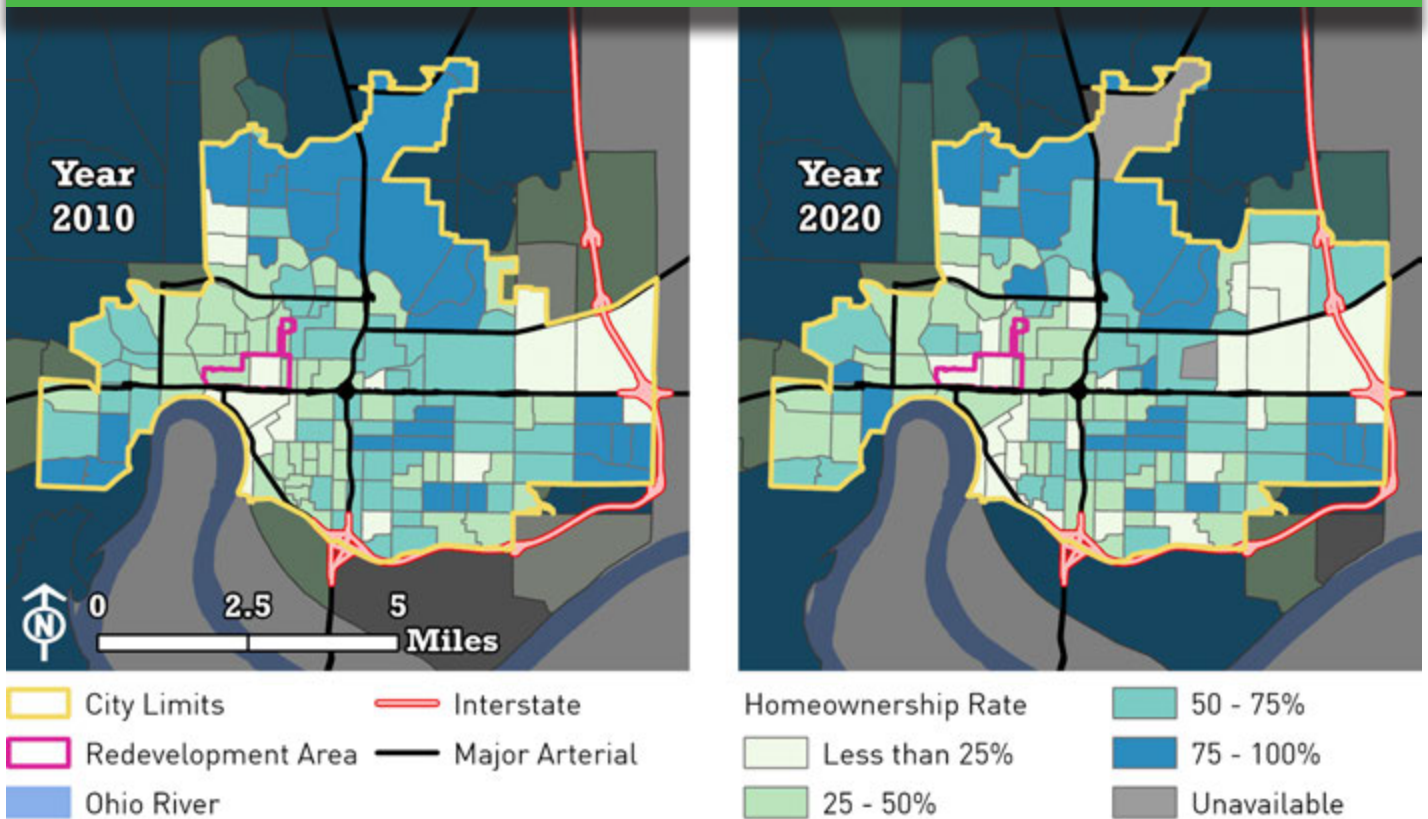 Year
2010
Year
2020
N
0 2.5 5
Miles
City Limits
Interstate
Redevelopment Area
Major Arterial
Ohio River
Homeownership Rate
Less than 25%
25 - 50%
50 - 75%
75 - 100%
Unavailable